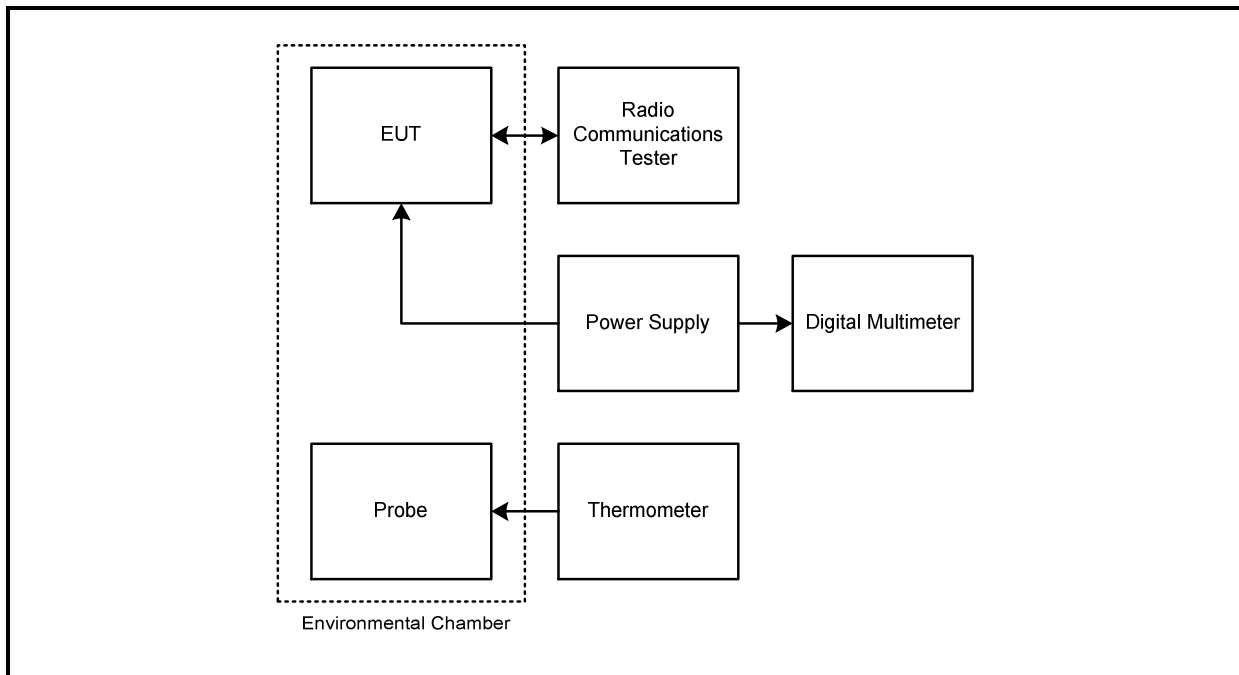 EUT
Radio
Communications
Tester
Power Supply
Digital Multimeter
Probe
Thermometer
Environmental Chamber